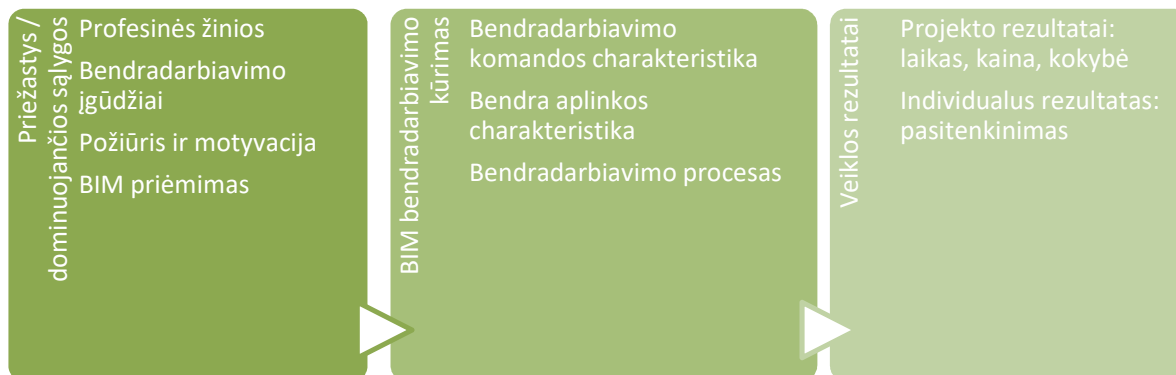 Priežastys /
dominuojančios sąlygos
Profesinės žinios
Bendradarbiavimo
įgūdžiai
Požiūris ir motyvacija
BIM priėmimas
BIM bendradarbiavimo
kūrimas
Bendradarbiavimo
komandos charakteristika
Bendra aplinkos
charakteristika
Bendradarbiavimo procesas
Veiklos rezultatai
Projekto rezultatai:
laikas, kaina, kokybė
Individualus rezultatas:
pasitenkinimas